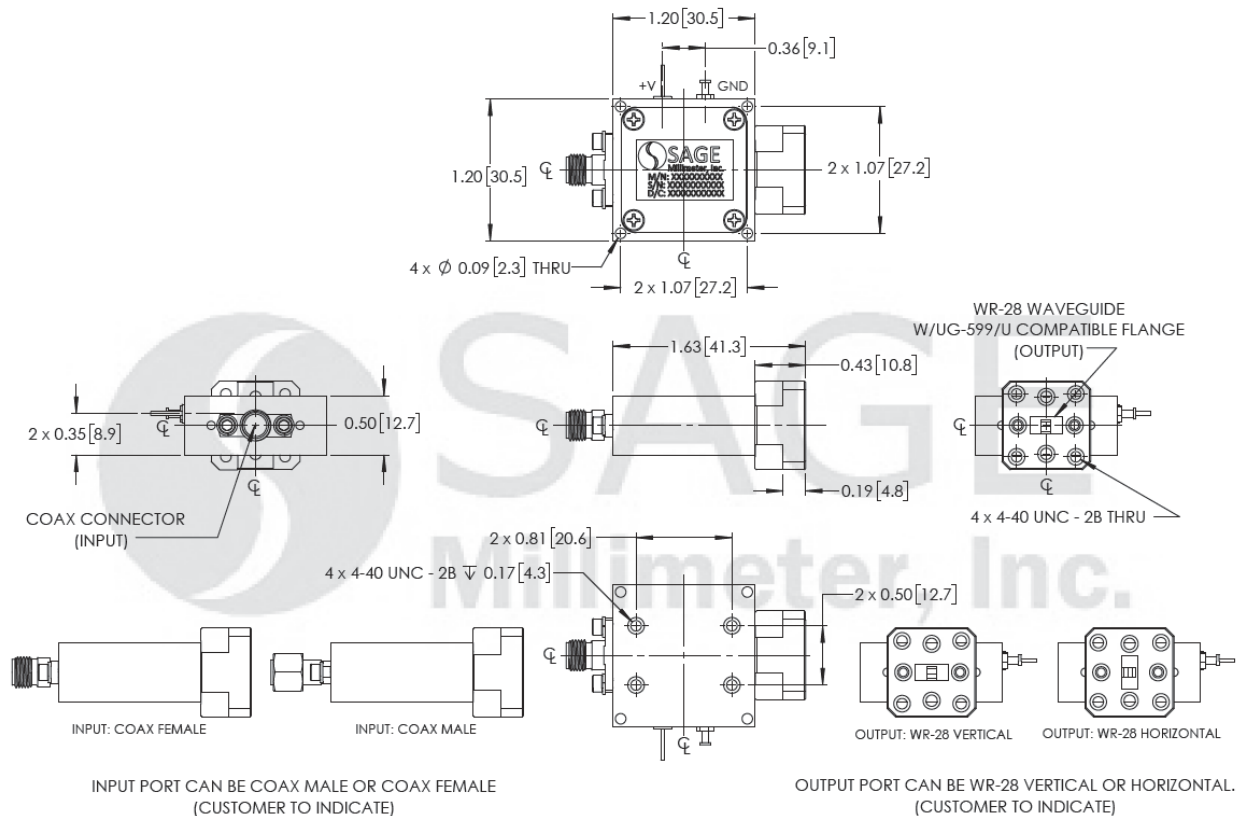 1.20[30.5]
0.36[9.1]
+V
GND
1.20[30.5]
℄
SAGE
Millimeter, Inc.
M/N: XXXXXXXXXX
S/N: XXXXXXXXXXX
D/C: XXXXXXXXXX
2 x 1.07[27.2]
4 x Ø 0.09[2.3] THRU
℄
2 x 1.07[27.2]
WR-28 WAVEGUIDE
W/UG-599/U COMPATIBLE FLANGE
(OUTPUT)
1.63[41.3]
0.43[10.8]
2 x 0.35[8.9]
℄
0.50[12.7]
℄
℄
℄
0.19[4.8]
℄
COAX CONNECTOR
(INPUT)
4 x 4-40 UNC - 2B THRU
SAGE
Millimeter, Inc.
2 x 0.81[20.6]
4 x 4-40 UNC - 2B ↧ 0.17[4.3]
2 x 0.50[12.7]
℄
℄
INPUT: COAX FEMALE
INPUT: COAX MALE
OUTPUT: WR-28 VERTICAL
OUTPUT: WR-28 HORIZONTAL
INPUT PORT CAN BE COAX MALE OR COAX FEMALE
(CUSTOMER TO INDICATE)
OUTPUT PORT CAN BE WR-28 VERTICAL OR HORIZONTAL.
(CUSTOMER TO INDICATE)